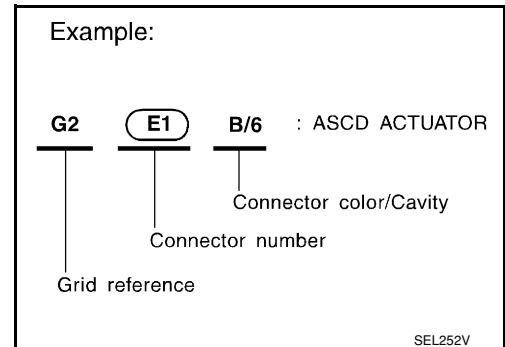 Example:
G2 E1 B/6 : ASCD ACTUATOR
Connector color/Cavity
Connector number
Grid reference
SEL252V